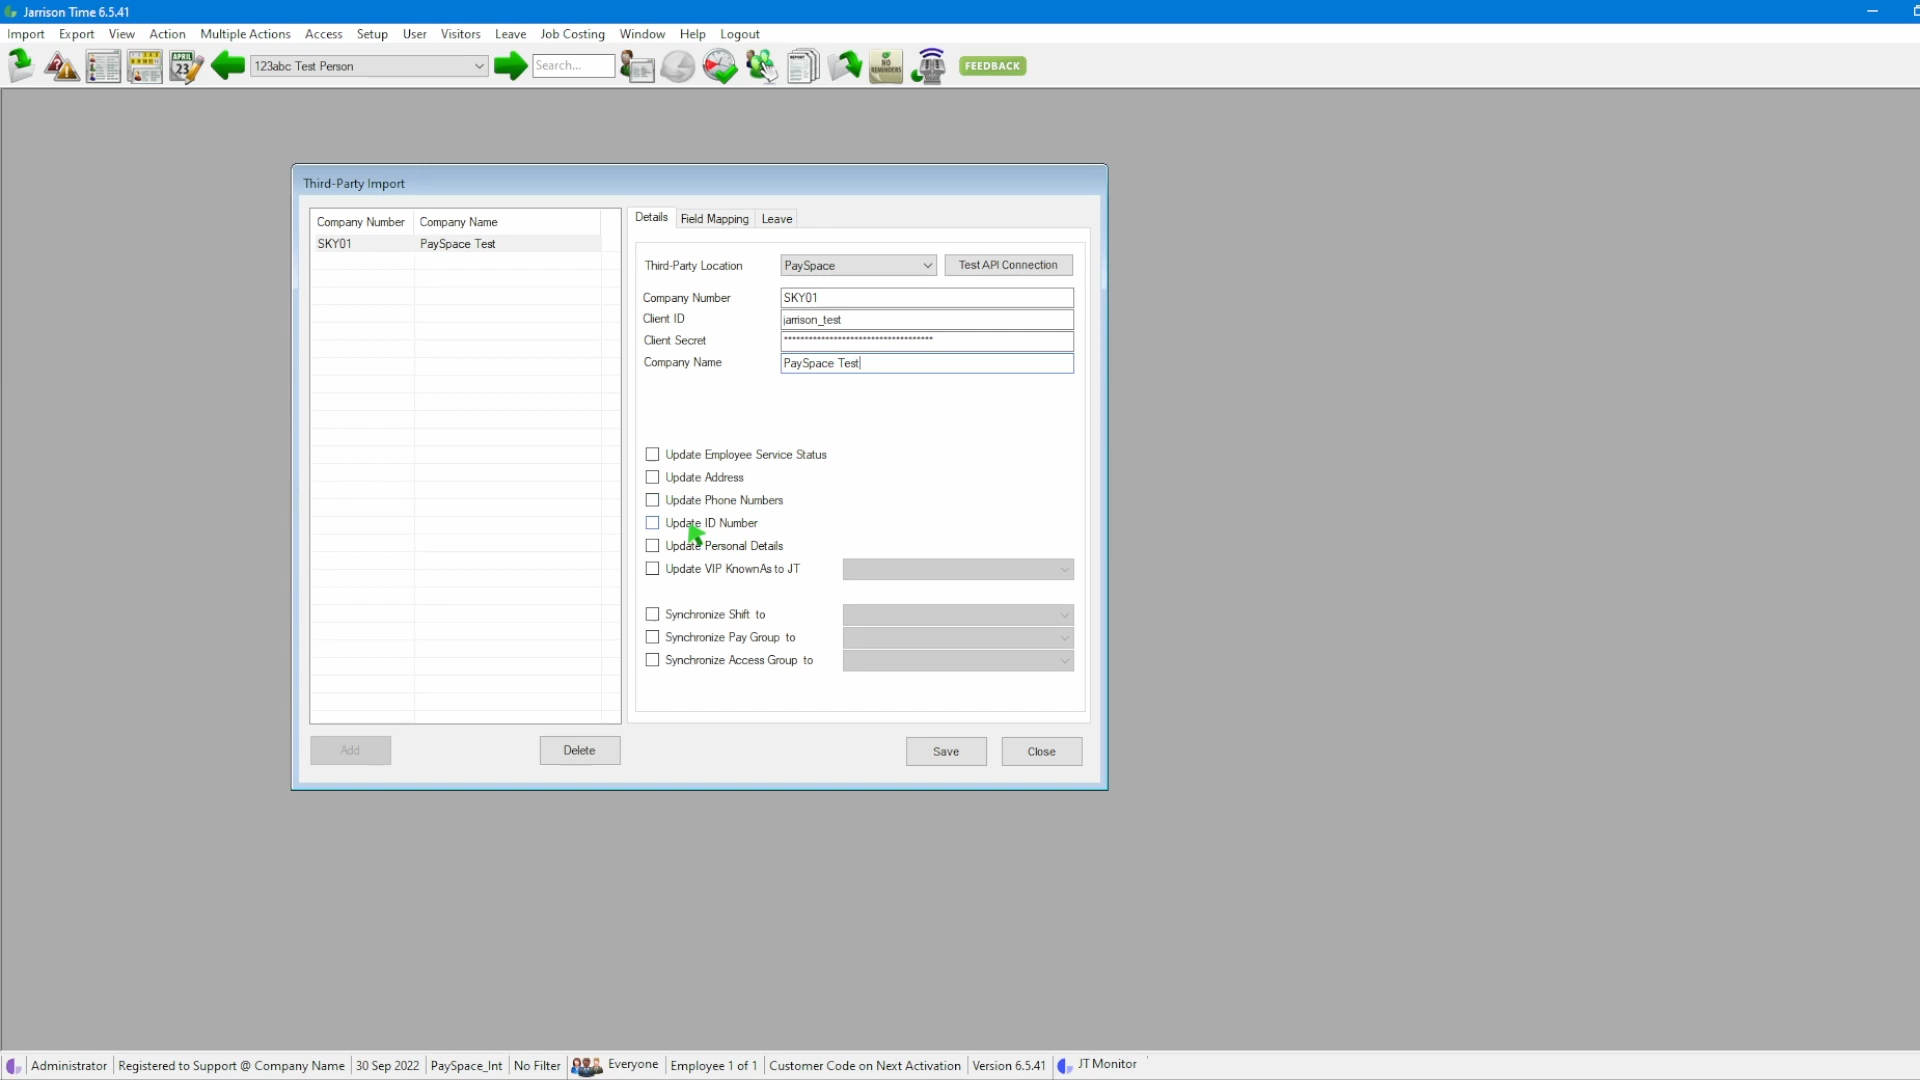 Jarrison Time 6.5.41
Import Export View Action Multiple Actions Access Setup User Visitors Leave Job Costing Window Help Logout
APRIL 23 123abc Test Person Search... REPORT NO REMINDERS FEEDBACK
Third-Party Import
Company Number Company Name
SKY01 PaySpace Test
Details Field Mapping Leave
Third-Party Location PaySpace Test API Connection
Company Number SKY01
Client ID jarrison_test
Client Secret ************************************
Company Name PaySpace Test
Update Employee Service Status
Update Address
Update Phone Numbers
Update ID Number
Update Personal Details
Update VIP KnownAs to JT
Synchronize Shift to
Synchronize Pay Group to
Synchronize Access Group to
Add Delete Save Close
Administrator Registered to Support @ Company Name 30 Sep 2022 PaySpace_Int No Filter Everyone Employee 1 of 1 Customer Code on Next Activation Version 6.5.41 JT Monitor